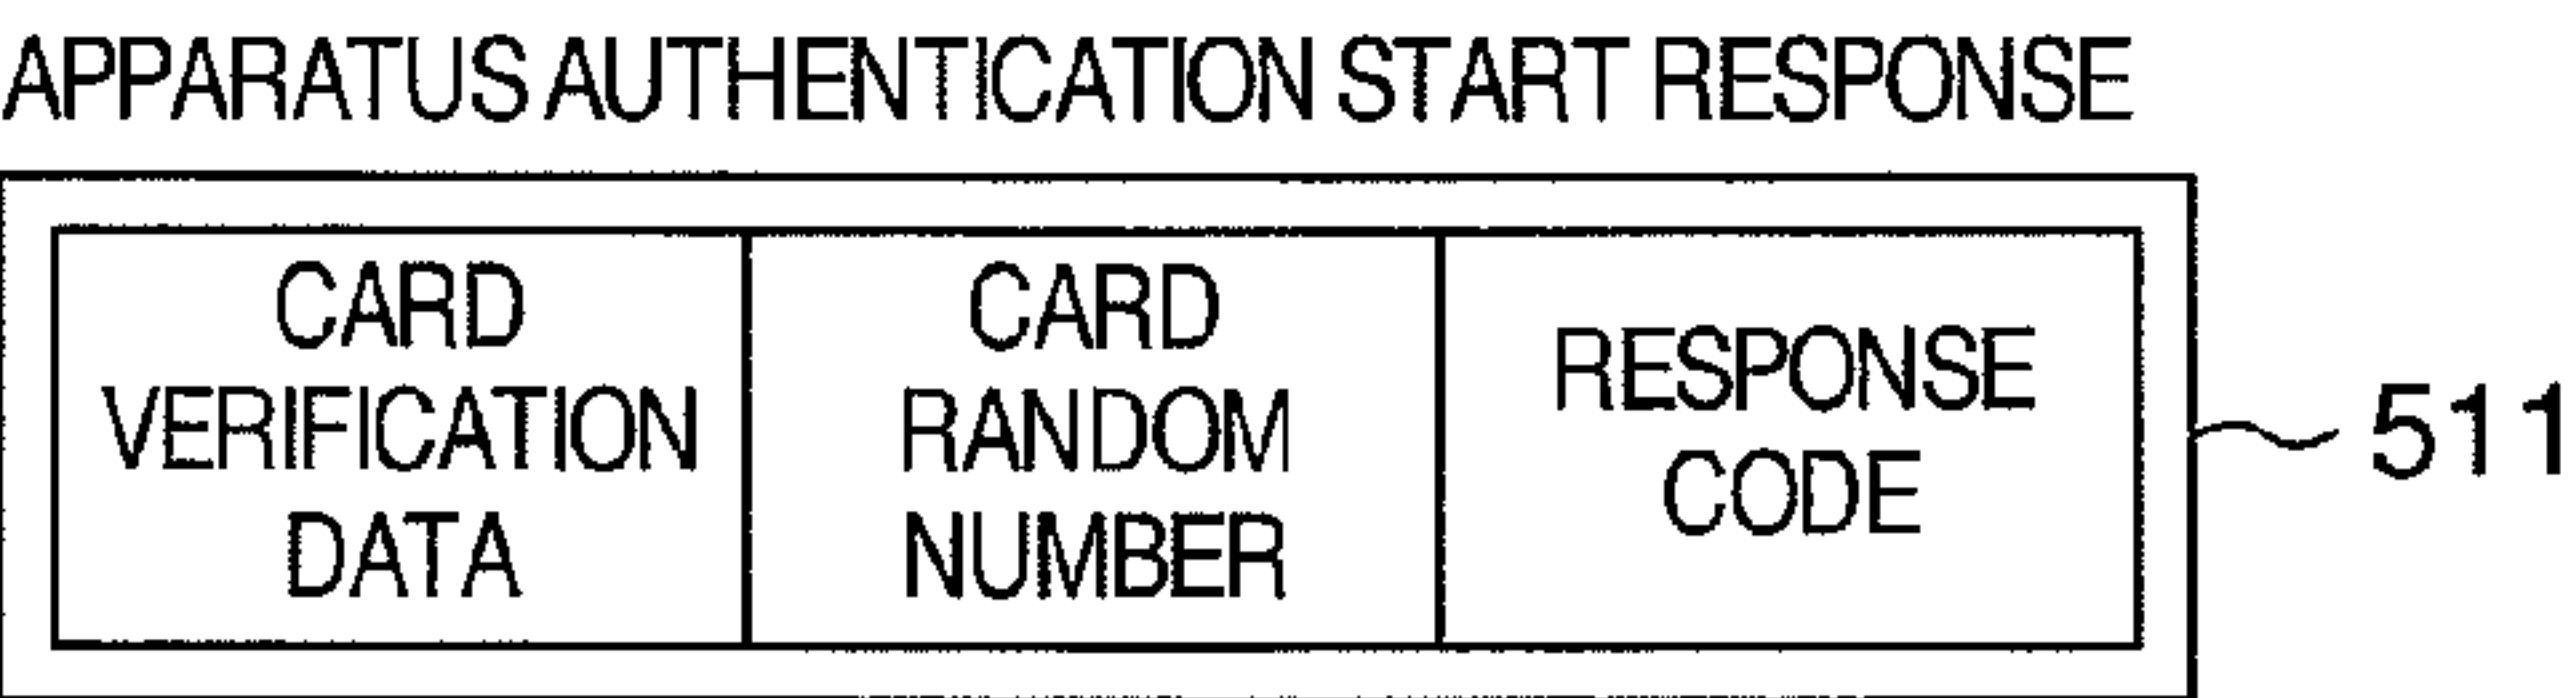 APPARATUS AUTHENTICATION START RESPONSE
CARD
VERIFICATION
DATA
CARD
RANDOM
NUMBER
RESPONSE
CODE
511